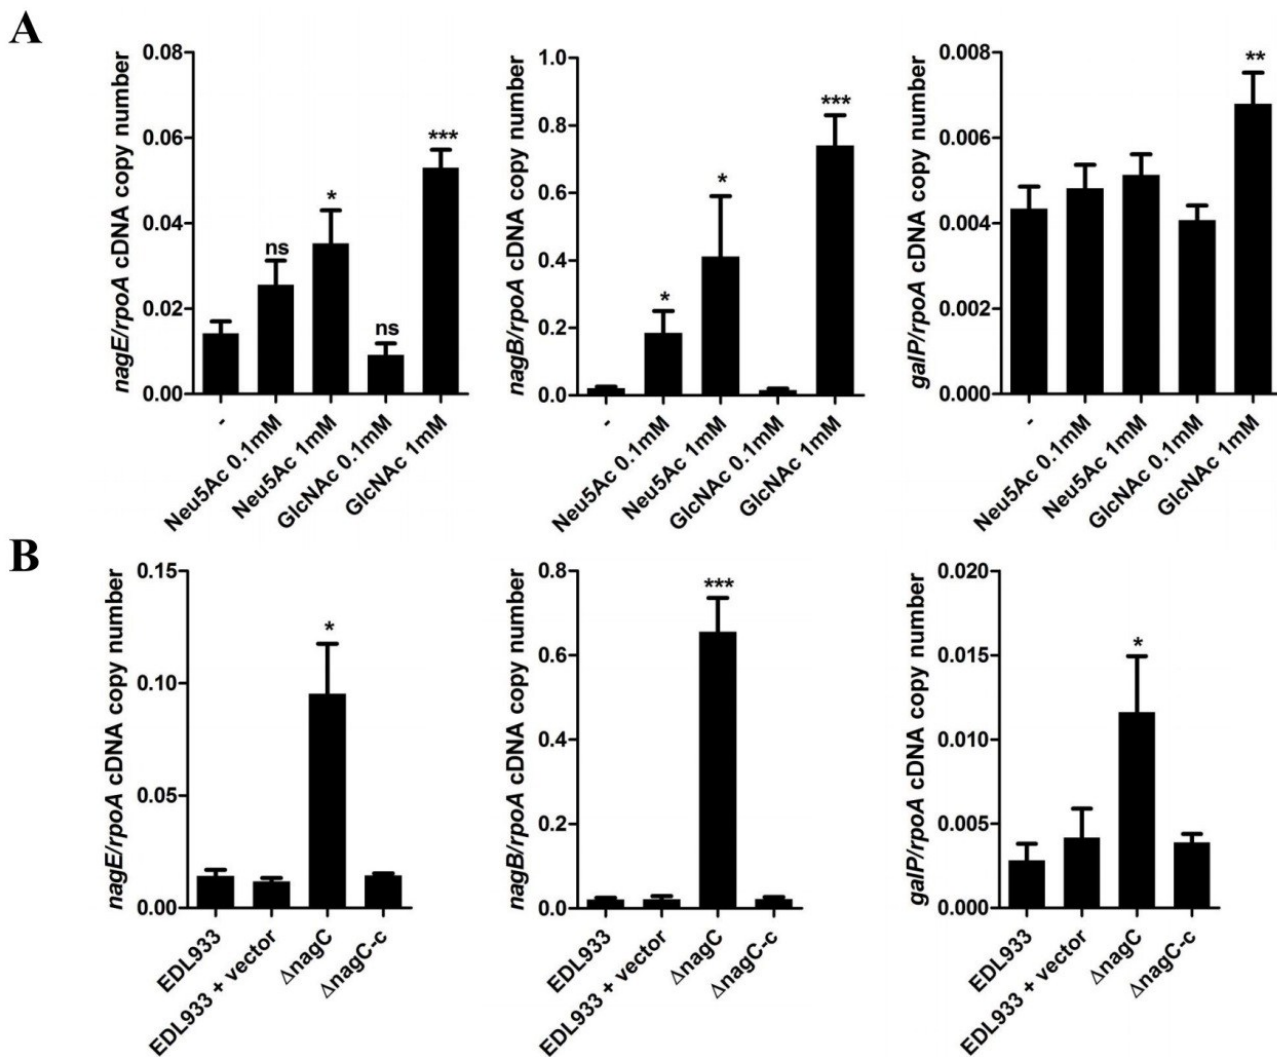 A
nagE/rpoA cDNA copy number
0.08
0.06
0.04
0.02
0.00
ns
*
ns
***
-
Neu5Ac 0.1mM
Neu5Ac 1mM
GlcNAc 0.1mM
GlcNAc 1mM
nagB/rpoA cDNA copy number
1.0
0.8
0.6
0.4
0.2
0.0
*
*
***
-
Neu5Ac 0.1mM
Neu5Ac 1mM
GlcNAc 0.1mM
GlcNAc 1mM
galP/rpoA cDNA copy number
0.008
0.006
0.004
0.002
0.000
**
-
Neu5Ac 0.1mM
Neu5Ac 1mM
GlcNAc 0.1mM
GlcNAc 1mM
B
nagE/rpoA cDNA copy number
0.15
0.10
0.05
0.00
*
EDL933
EDL933 + vector
ΔnagC
ΔnagC-c
nagB/rpoA cDNA copy number
0.8
0.6
0.4
0.2
0.0
***
EDL933
EDL933 + vector
ΔnagC
ΔnagC-c
galP/rpoA cDNA copy number
0.020
0.015
0.010
0.005
0.000
*
EDL933
EDL933 + vector
ΔnagC
ΔnagC-c